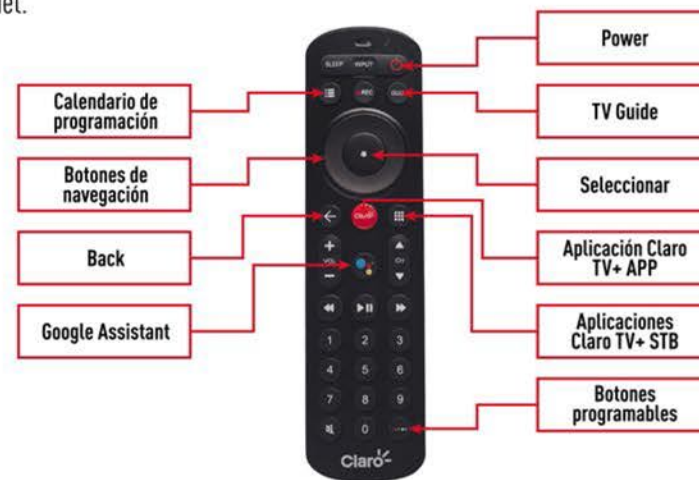 et.
Power
SLEEP INPUT
Calendario de
programación
REC
TV Guide
Botones de
navegación
Seleccionar
Claro
Back
+
VOL
-
CH
Aplicación Claro
TV+ APP
Google Assistant
Aplicaciones
Claro TV+ STB
1 2 3
4 5 6
7 8 9
0
Botones
programables
Claro